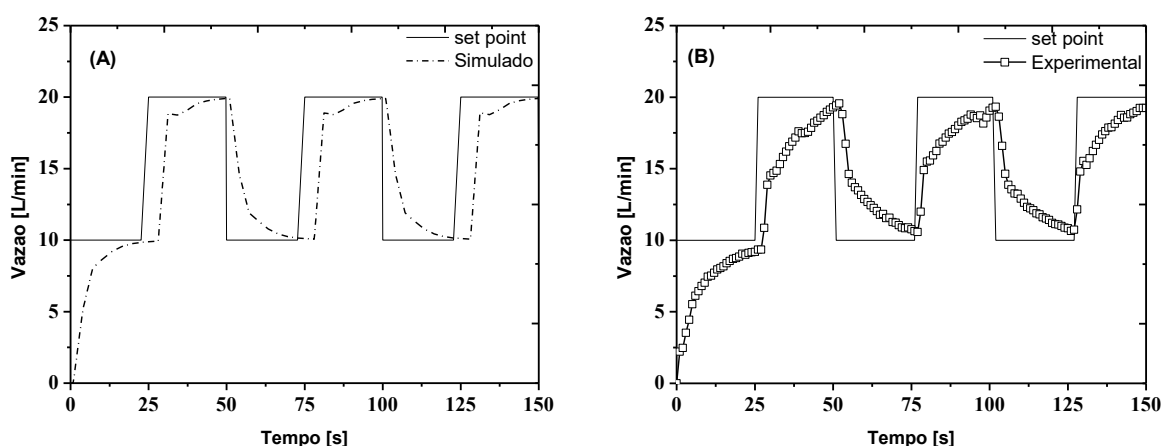 25
20
15
10
5
0
Vazao [L/min]
(A)
set point
Simulado
0 25 50 75 100 125 150
Tempo [s]
25
20
15
10
5
0
Vazao [L/min]
(B)
set point
Experimental
0 25 50 75 100 125 150
Tempo [s]